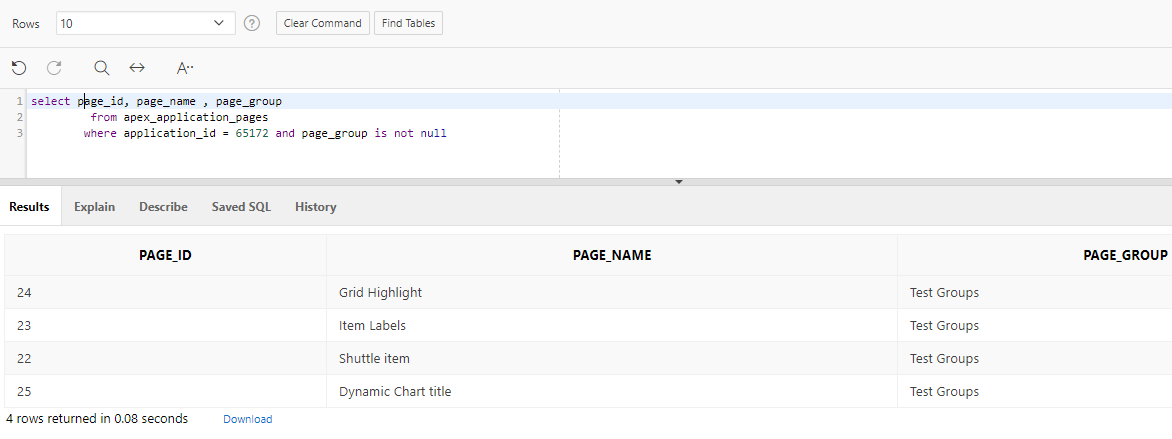 Rows 10 ? Clear Command Find Tables
A··
1 select page_id, page_name , page_group
2 from apex_application_pages
3 where application_id = 65172 and page_group is not null
Results Explain Describe Saved SQL History
PAGE_ID PAGE_NAME PAGE_GROUP
24 Grid Highlight Test Groups
23 Item Labels Test Groups
22 Shuttle item Test Groups
25 Dynamic Chart title Test Groups
4 rows returned in 0.08 seconds Download